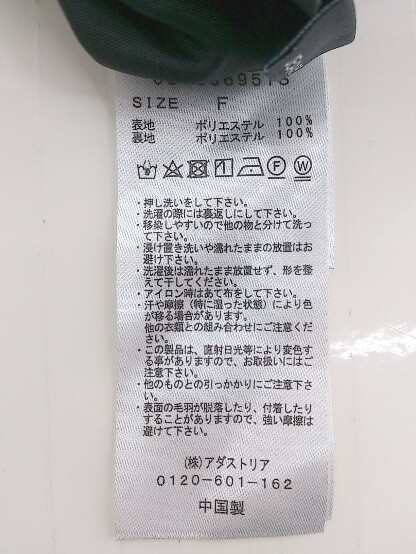 SIZE F
表地 ポリエステル 100%
裏地 ポリエステル 100%
F W
・押し洗いをして下さい。
・洗濯の際には裏返しにして下さい。
・移染しやすいので他の物と分けて洗っ
て下さい。
・浸け置き洗いや濡れたままの放置はお
避け下さい。
・洗濯後は濡れたまま放置せず、形を整
えて干してください。
・アイロン時はあて布をして下さい。
・汗や摩擦（特に湿った状態）により色
が移る場合があります。
他の衣類との組み合わせにご注意くだ
さい。
・この製品は、直射日光等により変色す
る事がありますので、お取扱いにはご
注意下さい。
・他のものとの引っかかりにご注意下さ
い。
・表面の毛羽が脱落したり、付着したり
することがありますので、強い摩擦は
避けて下さい。
(株)アダストリア
0120-601-162
中国製